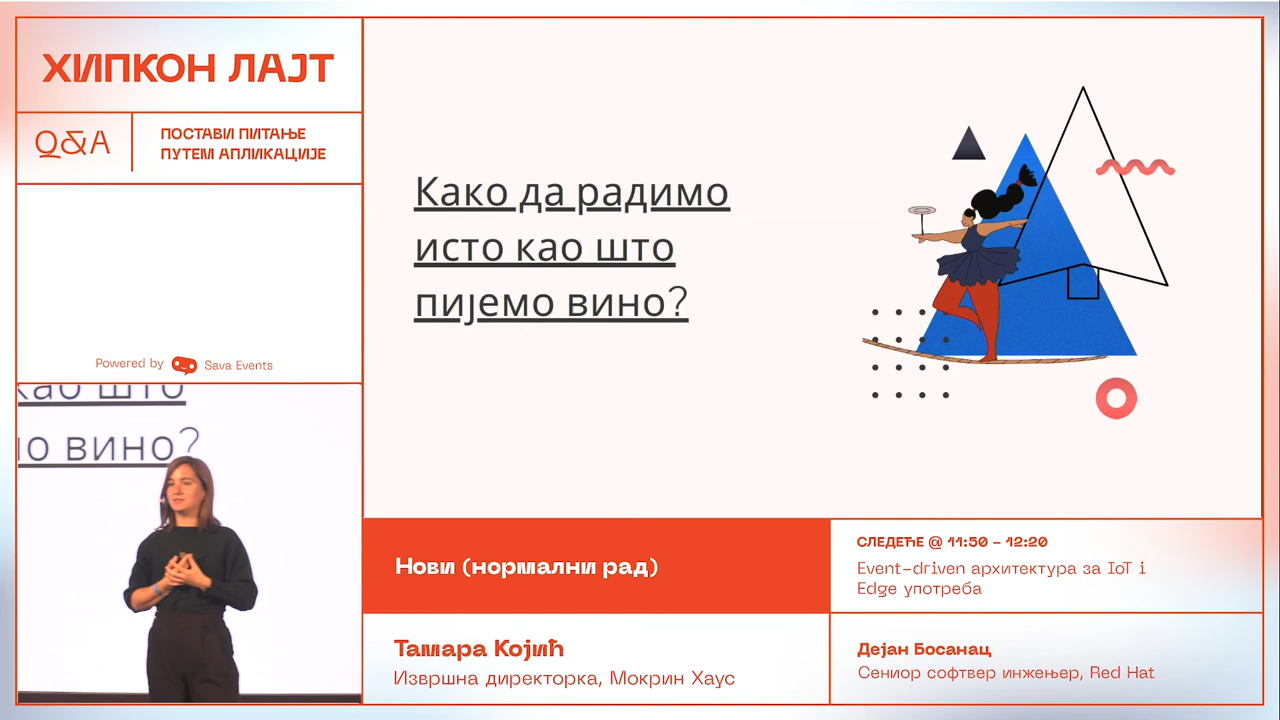 ХИПКОН ЛАЈТ
Q&A
ПОСТАВИ ПИТАЊЕ
ПУТЕМ АПЛИКАЦИЈЕ
Powered by Sava Events
као што
о вино?
Како да радимо
исто као што
пијемо вино?
Нови (нормални рад)
Тамара Којић
Извршна директорка, Мокрин Хаус
СЛЕДЕЋЕ @ 11:50 - 12:20
Event-driven архитектура за IoT i
Edge употреба
Дејан Босанац
Сениор софтвер инжењер, Red Hat